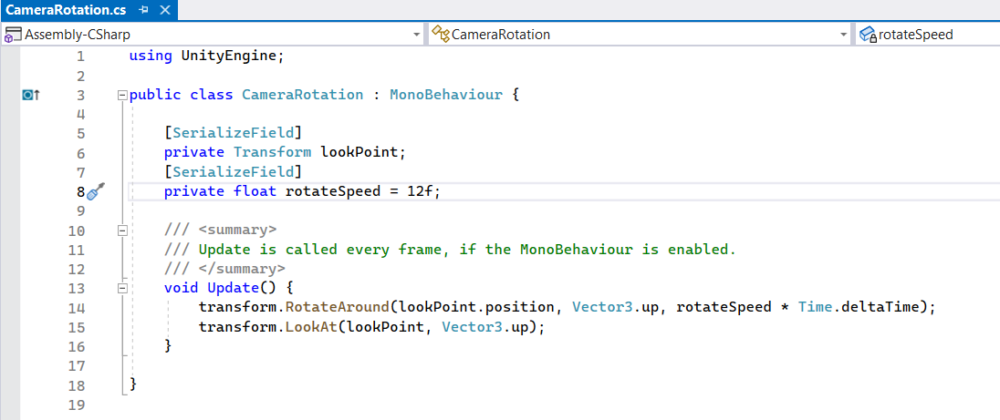 CameraRotation.cs
Assembly-CSharp CameraRotation rotateSpeed
1 using UnityEngine;
2
3 public class CameraRotation : MonoBehaviour {
4
5 [SerializeField]
6 private Transform lookPoint;
7 [SerializeField]
8 private float rotateSpeed = 12f;
9
10 /// <summary>
11 /// Update is called every frame, if the MonoBehaviour is enabled.
12 /// </summary>
13 void Update() {
14 transform.RotateAround(lookPoint.position, Vector3.up, rotateSpeed * Time.deltaTime);
15 transform.LookAt(lookPoint, Vector3.up);
16 }
17
18 }
19